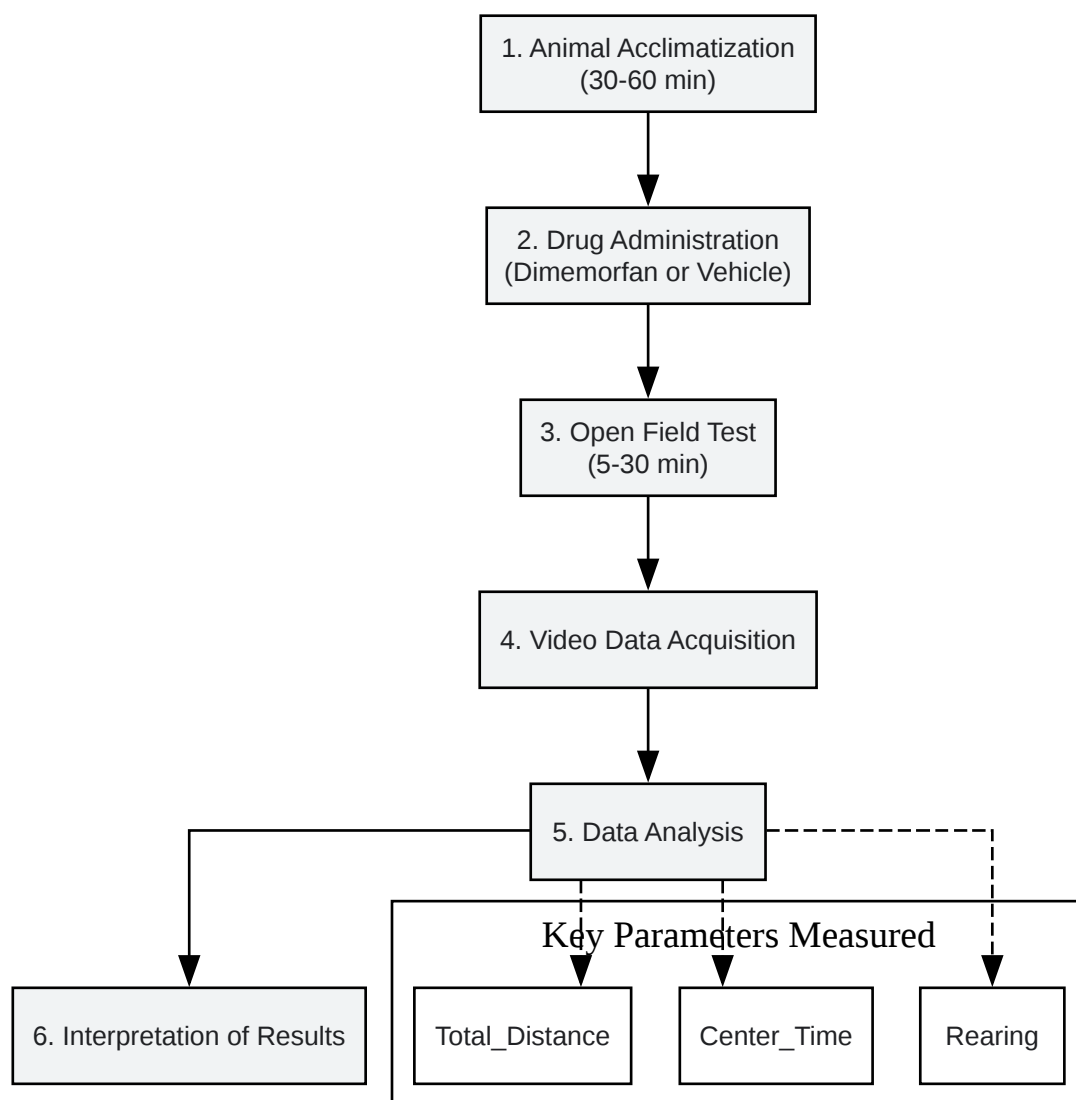 1. Animal Acclimatization
(30-60 min)
2. Drug Administration
(Dimemorfan or Vehicle)
3. Open Field Test
(5-30 min)
4. Video Data Acquisition
5. Data Analysis
Key Parameters Measured
6. Interpretation of Results
Total_Distance
Center_Time
Rearing